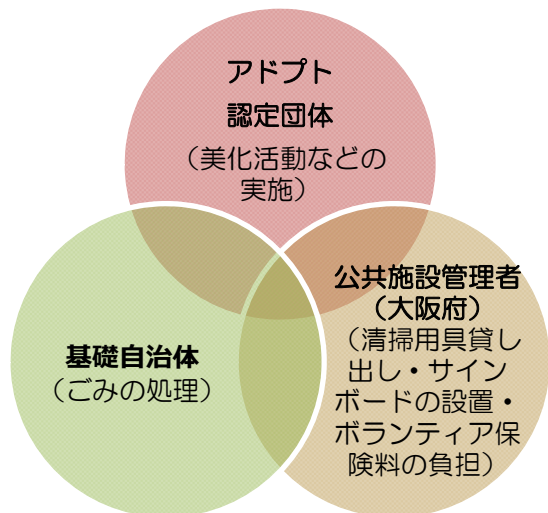 アドプト
認定団体
（美化活動などの
実施）
基礎自治体
（ごみの処理）
公共施設管理者
（大阪府）
（清掃用具貸し
出し・サイン
ボードの設置・
ボランティア保
険料の負担）